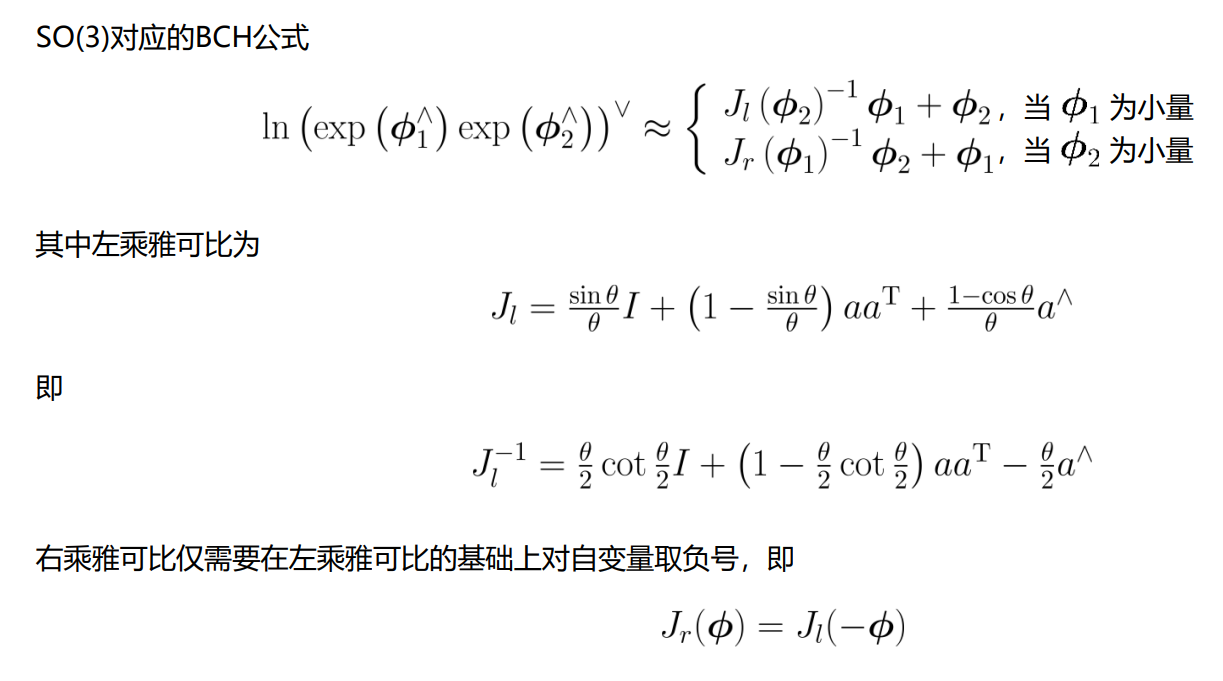 SO(3)对应的BCH公式
$\ln \left( \exp \left( \boldsymbol{\phi}_1^{\wedge} \right) \exp \left( \boldsymbol{\phi}_2^{\wedge} \right) \right)^{\vee} \approx \begin{cases} J_l \left( \boldsymbol{\phi}_2 \right)^{-1} \boldsymbol{\phi}_1 + \boldsymbol{\phi}_2, & 当 \boldsymbol{\phi}_1 为小量 \\ J_r \left( \boldsymbol{\phi}_1 \right)^{-1} \boldsymbol{\phi}_2 + \boldsymbol{\phi}_1, & 当 \boldsymbol{\phi}_2 为小量 \end{cases}$
其中左乘雅可比为
$J_l = \frac{\sin \theta}{\theta} I + \left( 1 - \frac{\sin \theta}{\theta} \right) aa^{\mathrm{T}} + \frac{1 - \cos \theta}{\theta} a^{\wedge}$
即
$J_l^{-1} = \frac{\theta}{2} \cot \frac{\theta}{2} I + \left( 1 - \frac{\theta}{2} \cot \frac{\theta}{2} \right) aa^{\mathrm{T}} - \frac{\theta}{2} a^{\wedge}$
右乘雅可比仅需要在左乘雅可比的基础上对自变量取负号，即
$J_r(\boldsymbol{\phi}) = J_l(-\boldsymbol{\phi})$